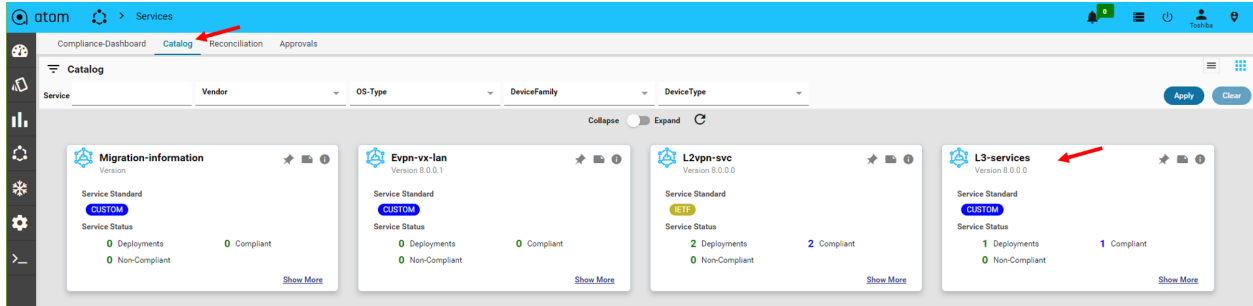 atom > Services 0 Toshiba
Compliance-Dashboard Catalog Reconciliation Approvals
Catalog
Service Vendor OS-Type DeviceFamily DeviceType Apply Clear
Collapse Expand
Migration-information Evpn-vx-lan L2vpn-svc L3-services
Version Version 8.0.0.1 Version 8.0.0.0 Version 8.0.0.0
Service Standard Service Standard Service Standard Service Standard
CUSTOM CUSTOM IETF CUSTOM
Service Status Service Status Service Status Service Status
0 Deployments 0 Compliant 0 Deployments 0 Compliant 2 Deployments 2 Compliant 1 Deployments 1 Compliant
0 Non-Compliant 0 Non-Compliant 0 Non-Compliant 0 Non-Compliant
Show More Show More Show More Show More